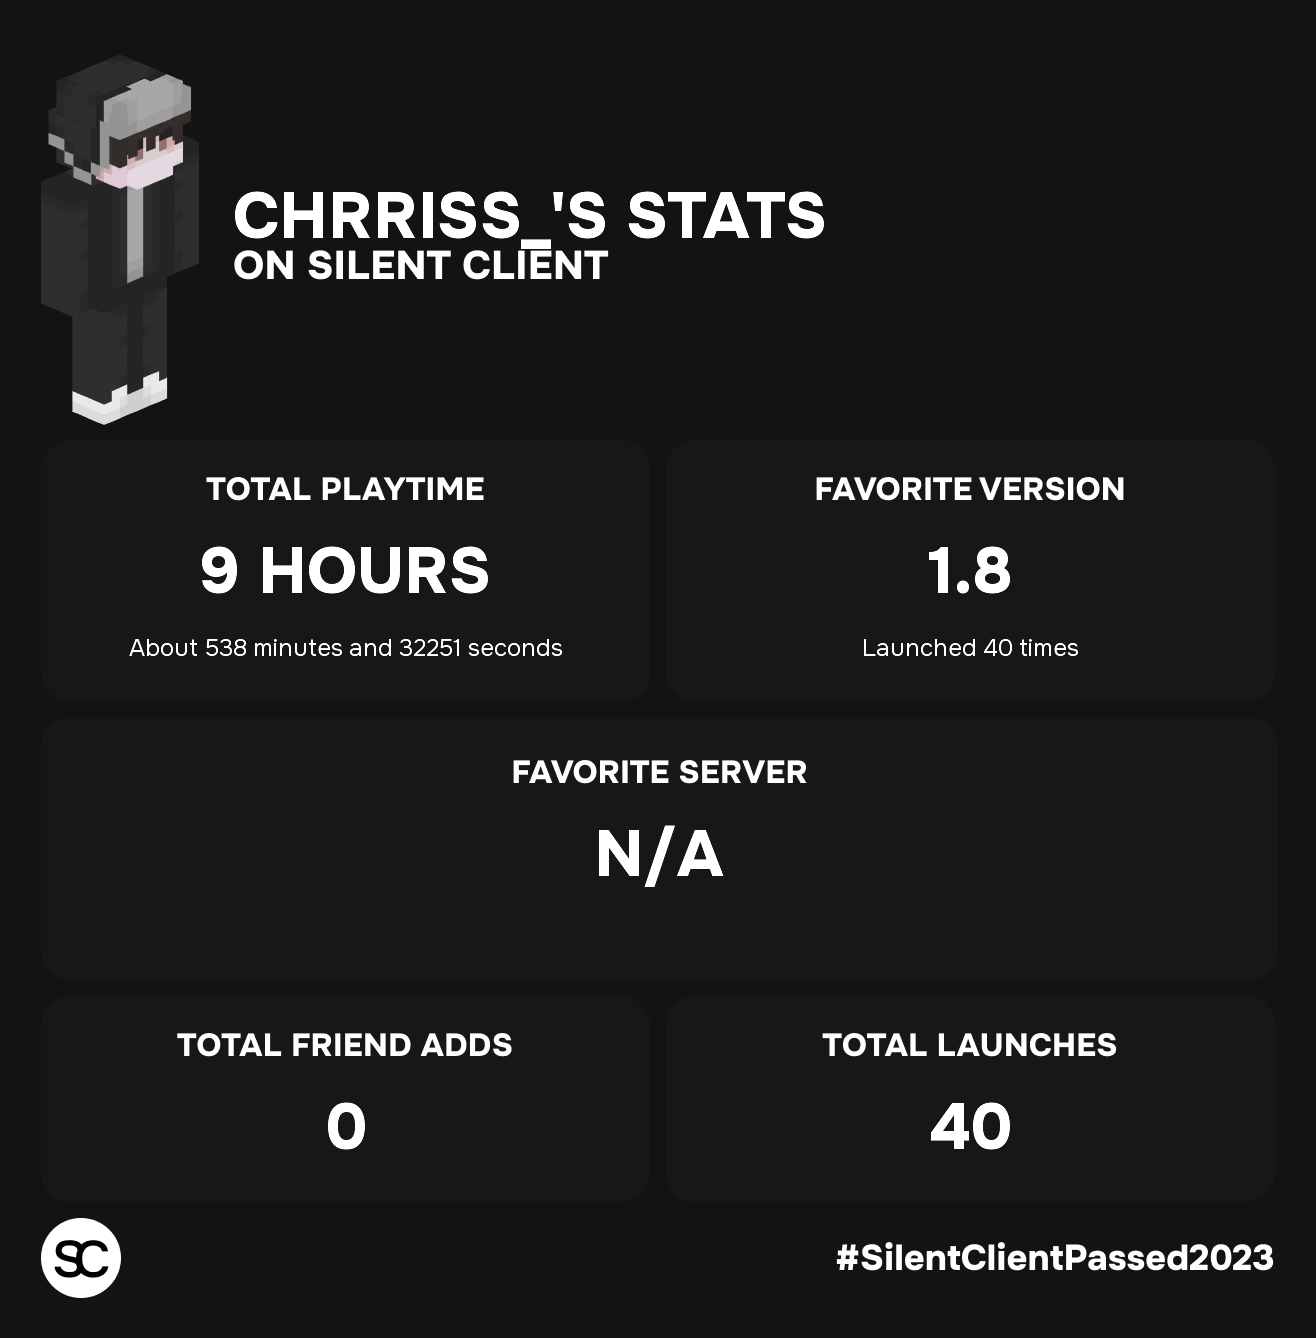 CHRRISS_'S STATS
ON SILENT CLIENT
TOTAL PLAYTIME
9 HOURS
About 538 minutes and 32251 seconds
FAVORITE VERSION
1.8
Launched 40 times
FAVORITE SERVER
N/A
TOTAL FRIEND ADDS
0
TOTAL LAUNCHES
40
SC
#SilentClientPassed2023